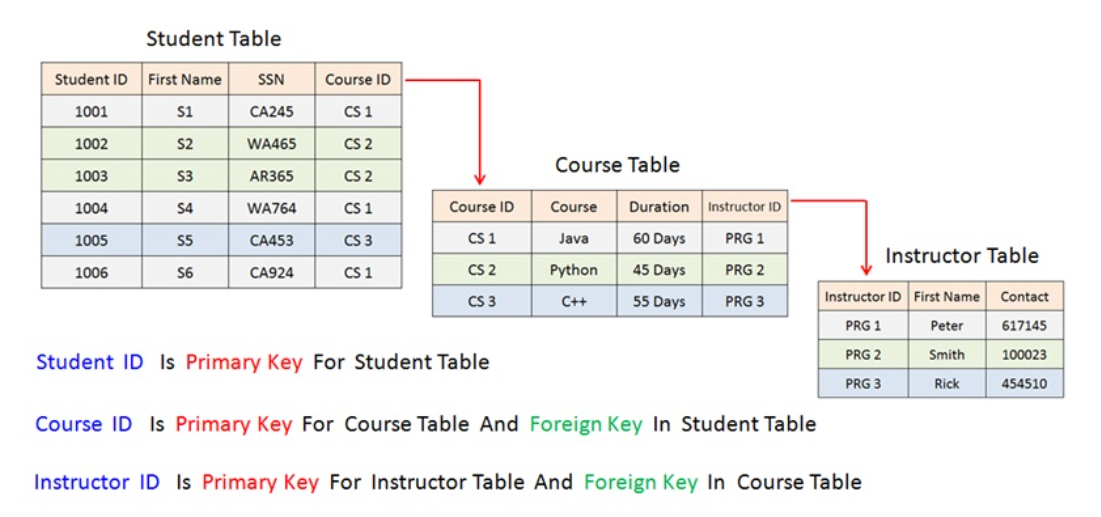 Student Table
Student ID First Name SSN Course ID
1001 S1 CA245 CS 1
1002 S2 WA465 CS 2
1003 S3 AR365 CS 2
1004 S4 WA764 CS 1
1005 S5 CA453 CS 3
1006 S6 CA924 CS 1
Course Table
Course ID Course Duration Instructor ID
CS 1 Java 60 Days PRG 1
CS 2 Python 45 Days PRG 2
CS 3 C++ 55 Days PRG 3
Instructor Table
Instructor ID First Name Contact
PRG 1 Peter 617145
PRG 2 Smith 100023
PRG 3 Rick 454510
Student ID Is Primary Key For Student Table
Course ID Is Primary Key For Course Table And Foreign Key In Student Table
Instructor ID Is Primary Key For Instructor Table And Foreign Key In Course Table